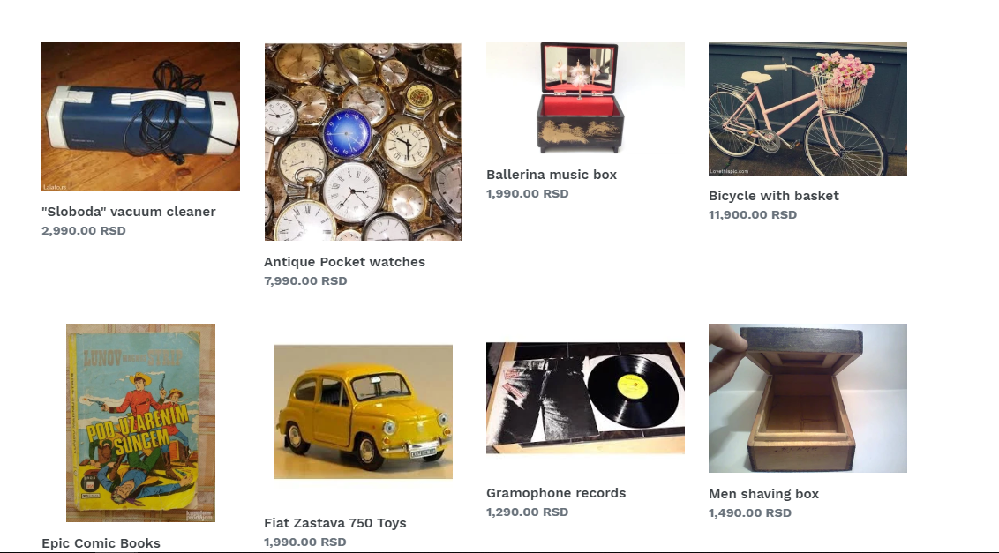 "Sloboda" vacuum cleaner
2,990.00 RSD
Antique Pocket watches
7,990.00 RSD
Ballerina music box
1,990.00 RSD
Lovethispic.com
Bicycle with basket
11,900.00 RSD
LUNOV
POD UŽARENIM
SUNCEM
kupujem
prodajem
Epic Comic Books
Fiat Zastava 750 Toys
1,990.00 RSD
Gramophone records
1,290.00 RSD
Men shaving box
1,490.00 RSD